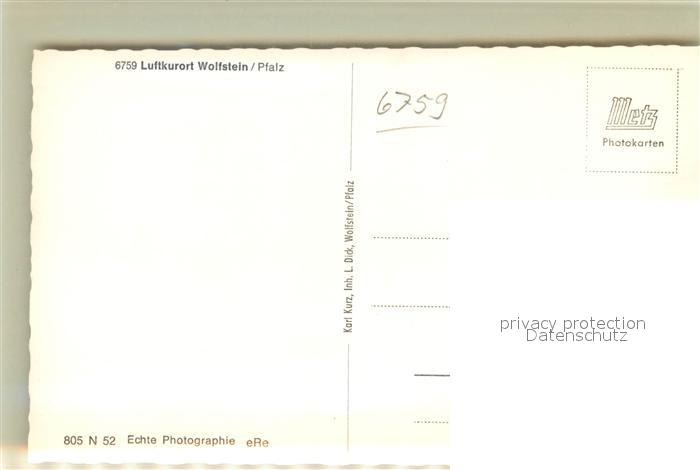 6759 Luftkurort Wolfstein / Pfalz
6759
Metz
Photokarten
Karl Kurz, Inh. L. Dick, Wolfstein/Pfalz
privacy protection
Datenschutz
805 N 52 Echte Photographie eRe